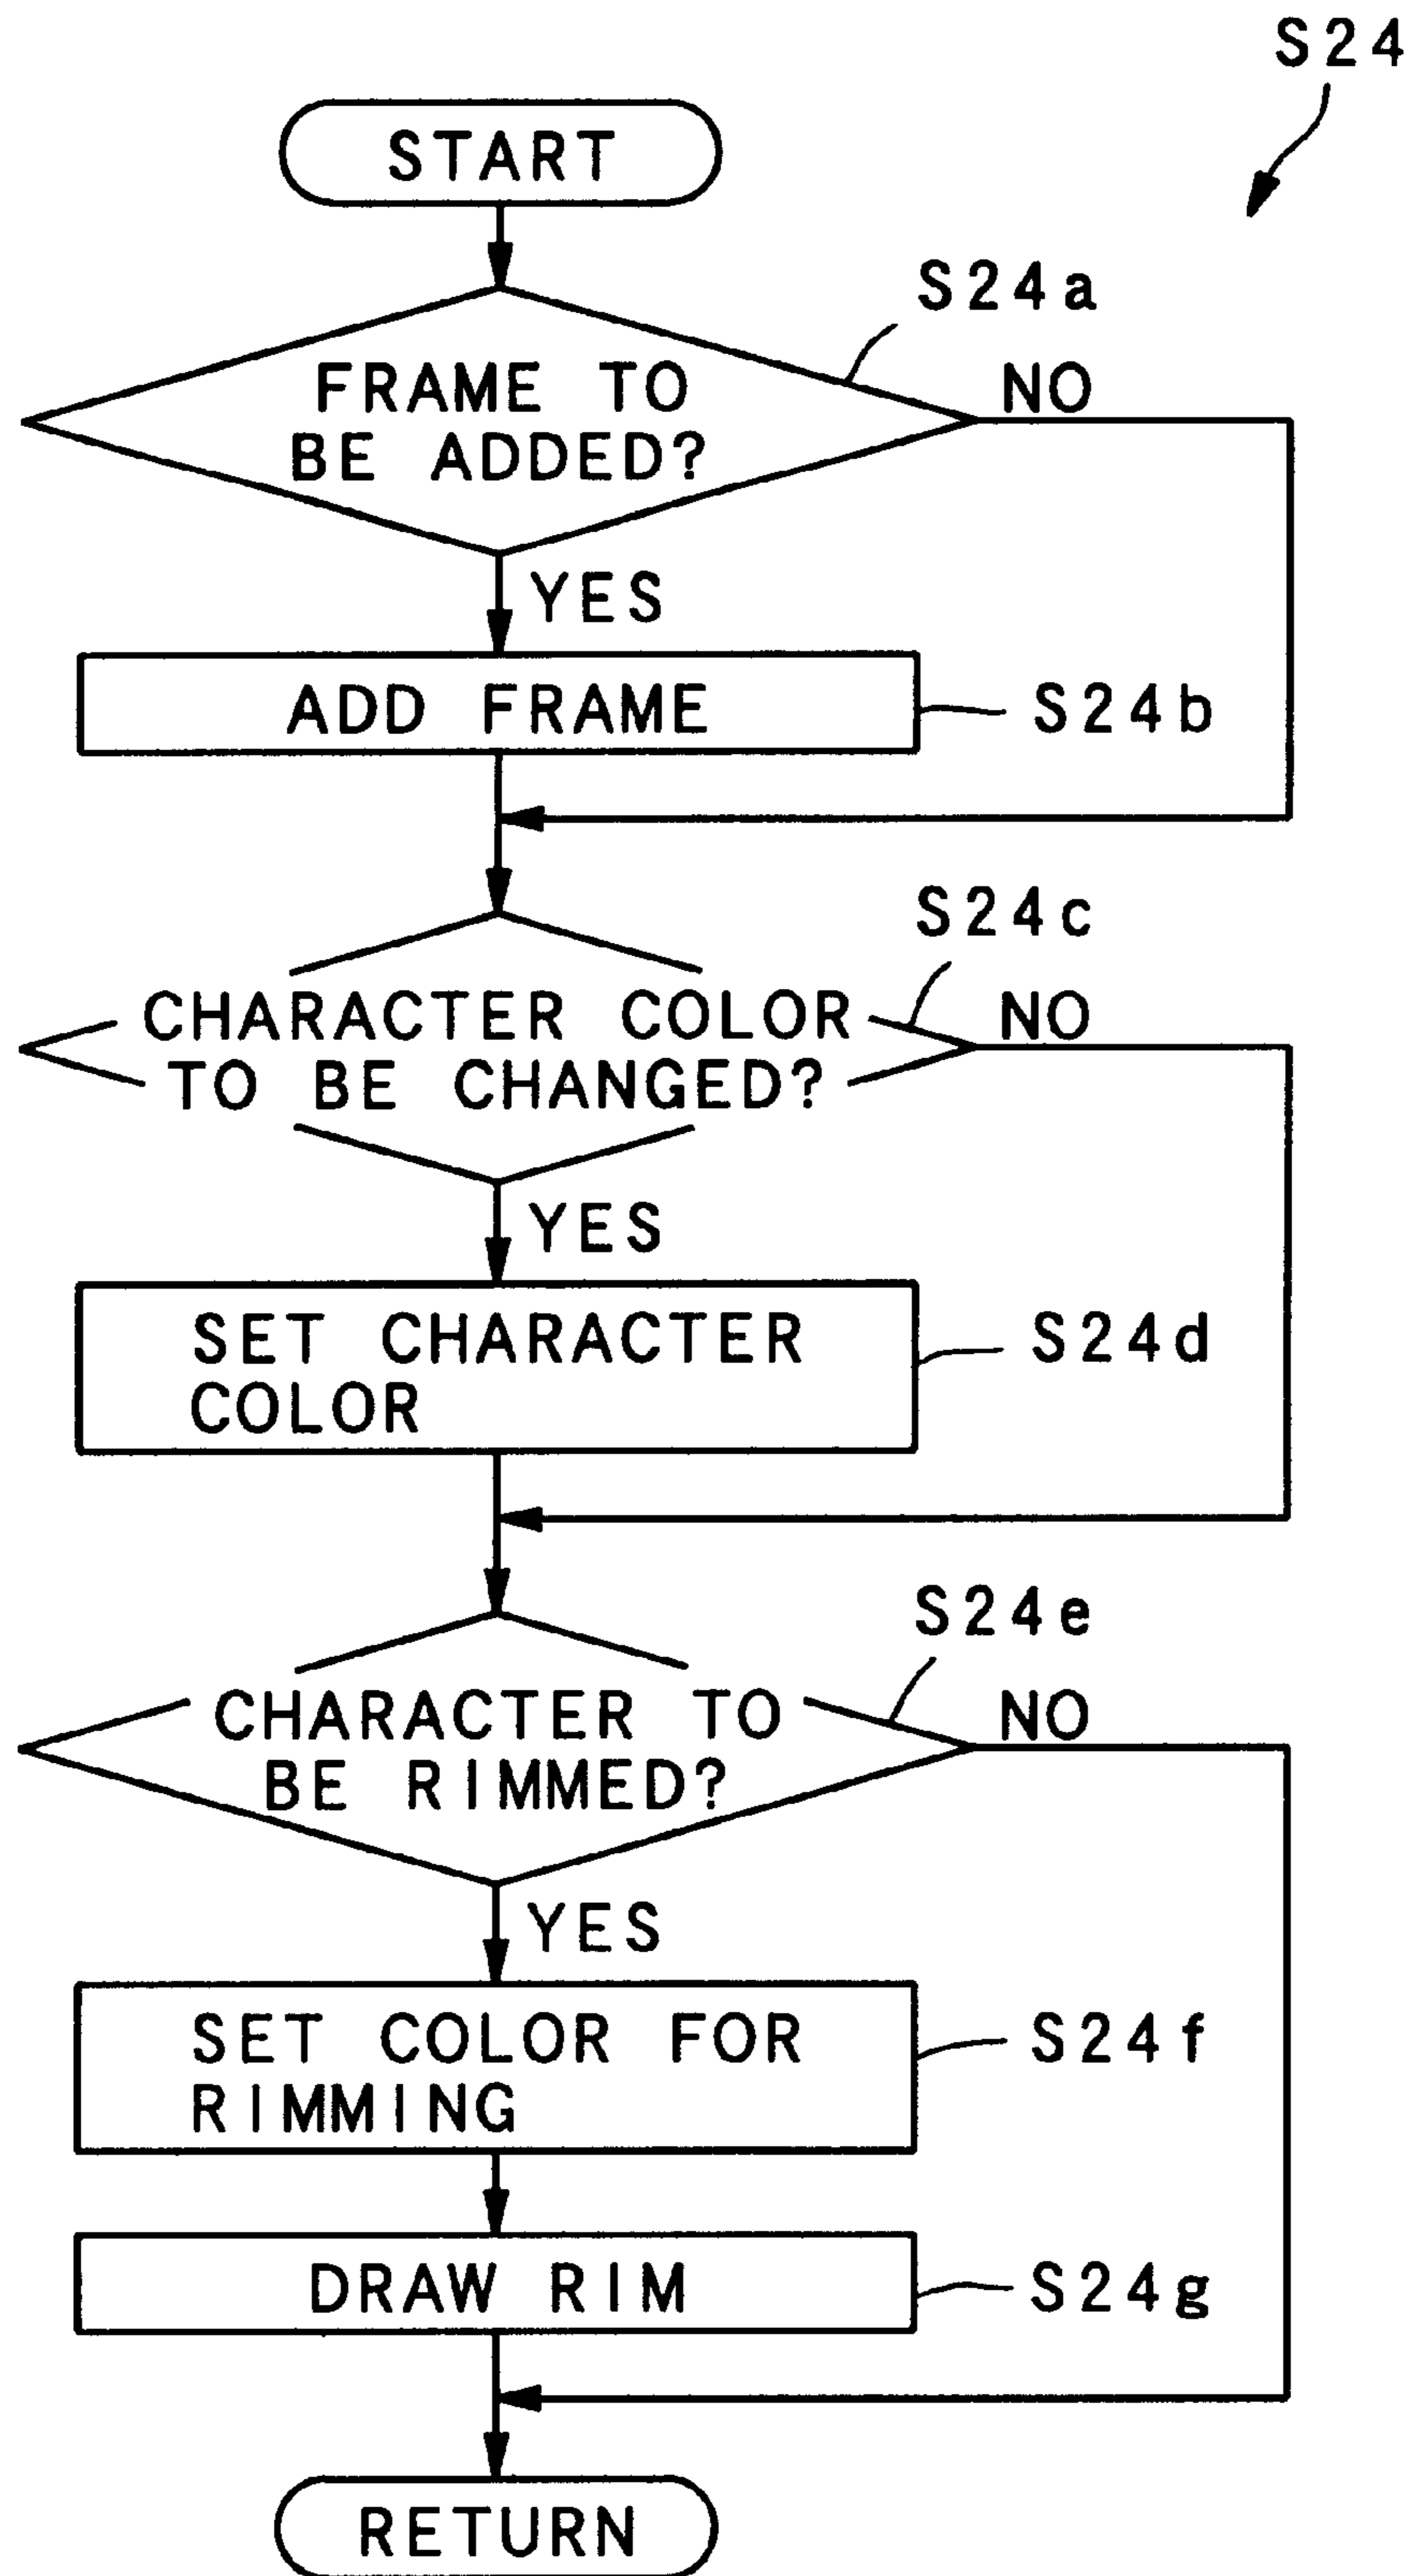 S24
START
S24a
FRAME TO
BE ADDED?
NO
YES
ADD FRAME
S24b
S24c
CHARACTER COLOR
TO BE CHANGED?
NO
YES
SET CHARACTER
COLOR
S24d
S24e
CHARACTER TO
BE RIMMED?
NO
YES
SET COLOR FOR
RIMMING
S24f
DRAW RIM
S24g
RETURN